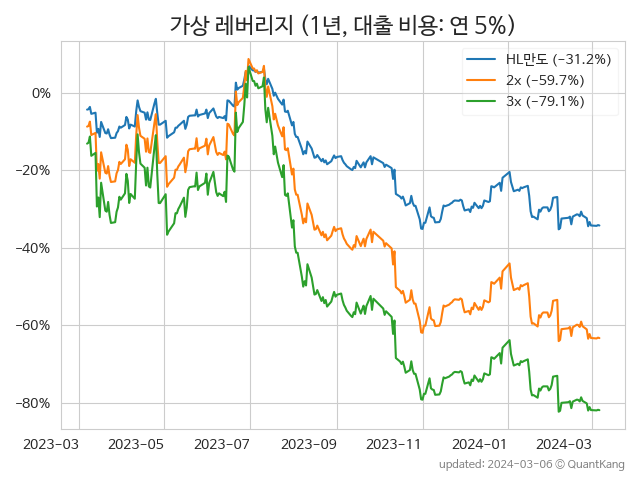 가상 레버리지 (1년, 대출 비용: 연 5%)
HL만도 (−31.2%)
2x (−59.7%)
3x (−79.1%)
0%
−20%
−40%
−60%
−80%
2023-03
2023-05
2023-07
2023-09
2023-11
2024-01
2024-03
updated: 2024-03-06 © QuantKang